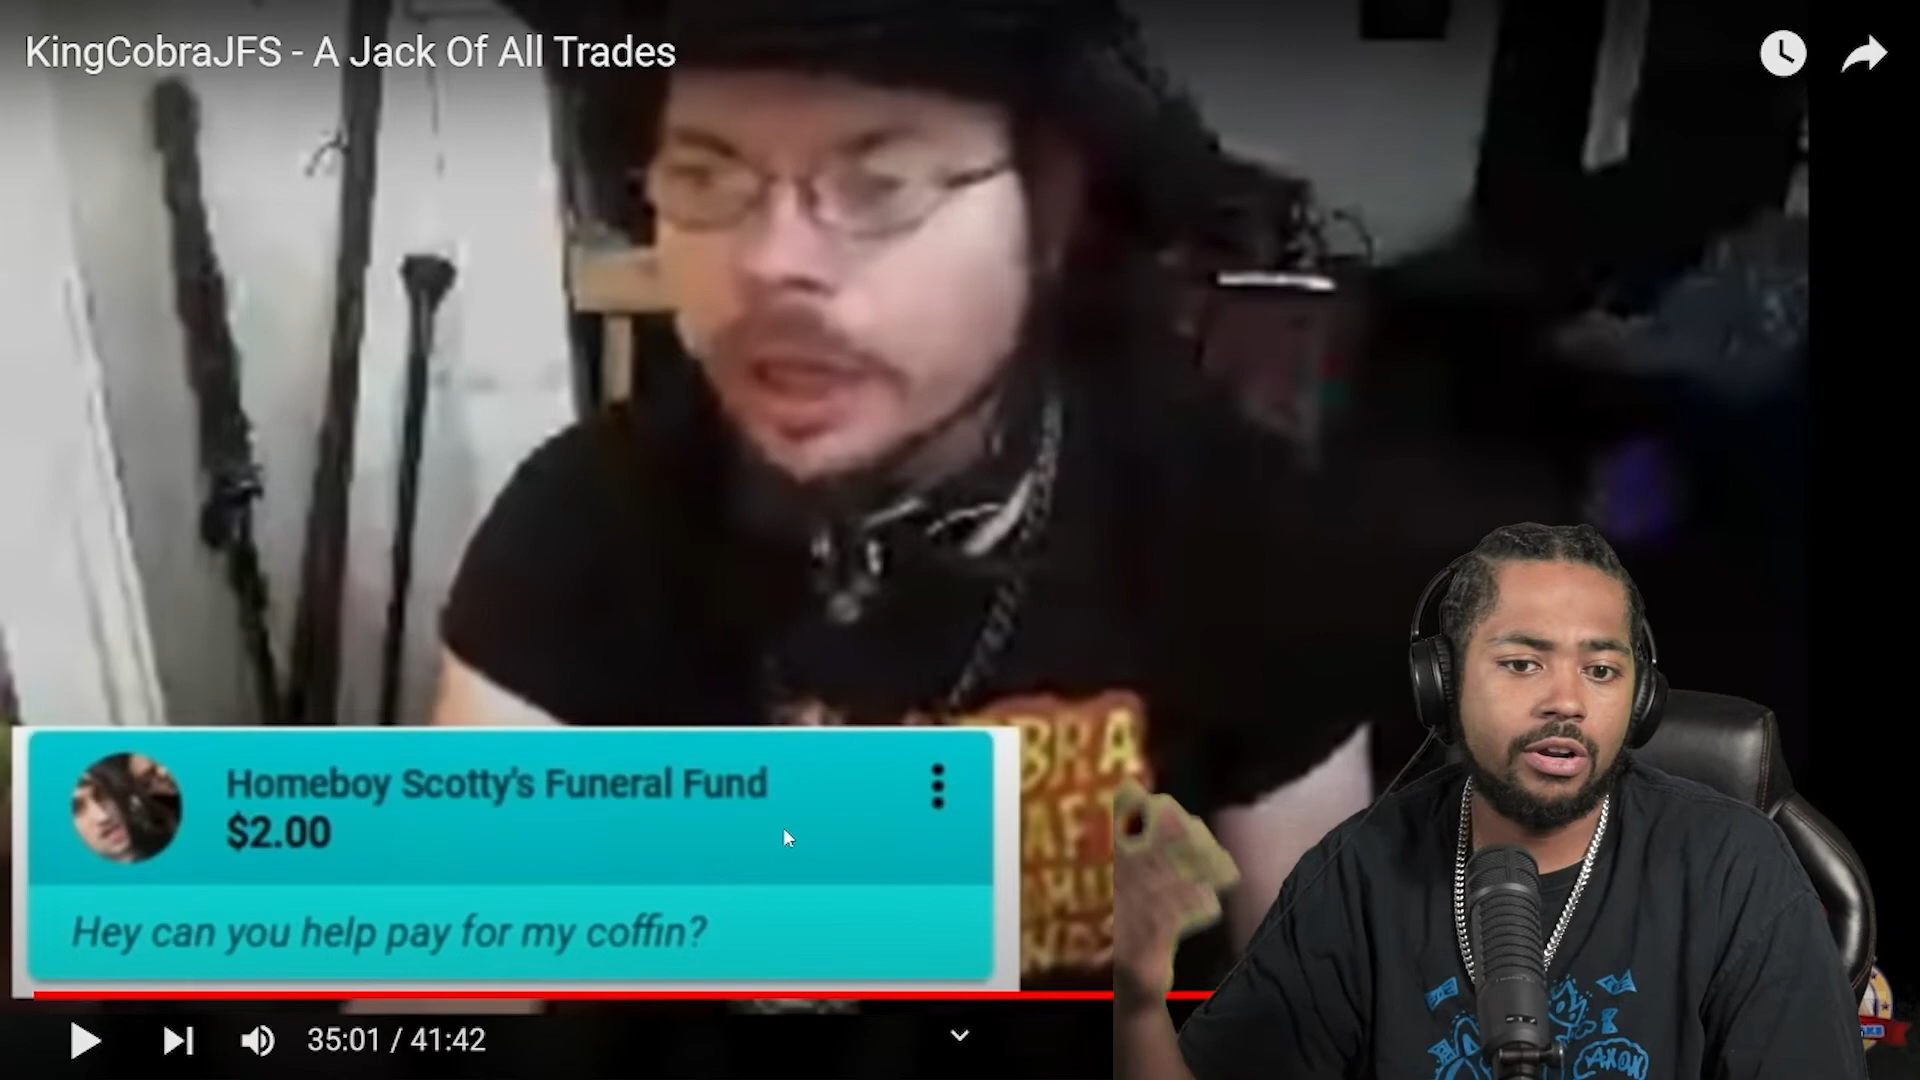 KingCobraJFS - A Jack Of All Trades
Homeboy Scotty's Funeral Fund
$2.00
Hey can you help pay for my coffin?
BRA
35:01 / 41:42